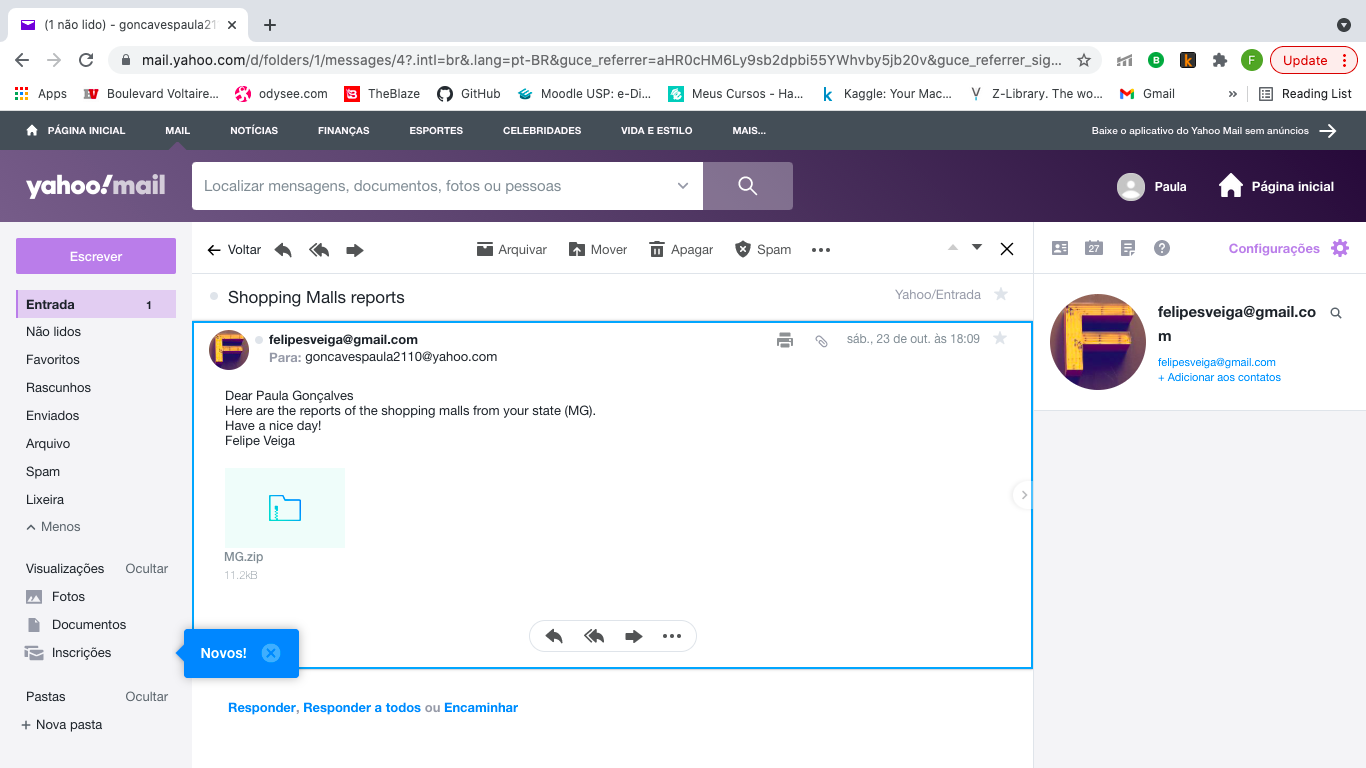 (1 não lido) - goncavespaula21
mail.yahoo.com/d/folders/1/messages/4?.intl=br&.lang=pt-BR&guce_referrer=aHR0cHM6Ly9sb2dpbi55YWhvby5jb20v&guce_referrer_sig...
B
k
F
Update
Apps
Boulevard Voltaire...
odysee.com
TheBlaze
GitHub
Moodle USP: e-Di...
Meus Cursos - Ha...
Kaggle: Your Mac...
Z-Library. The wo...
Gmail
»
Reading List
PÁGINA INICIAL
MAIL
NOTÍCIAS
FINANÇAS
ESPORTES
CELEBRIDADES
VIDA E ESTILO
MAIS...
Baixe o aplicativo do Yahoo Mail sem anúncios
yahoo!mail
Localizar mensagens, documentos, fotos ou pessoas
Paula
Página inicial
Escrever
Entrada 1
Não lidos
Favoritos
Rascunhos
Enviados
Arquivo
Spam
Lixeira
Menos
Visualizações Ocultar
Fotos
Documentos
Inscrições
Novos!
Pastas Ocultar
+ Nova pasta
Voltar
Arquivar
Mover
Apagar
Spam
Shopping Malls reports
Yahoo/Entrada
F
felipesveiga@gmail.com
sáb., 23 de out. às 18:09
Para: goncavespaula2110@yahoo.com
Dear Paula Gonçalves
Here are the reports of the shopping malls from your state (MG).
Have a nice day!
Felipe Veiga
MG.zip
11.2kB
Responder, Responder a todos ou Encaminhar
27
Configurações
F
felipesveiga@gmail.co
m
felipesveiga@gmail.com
+ Adicionar aos contatos